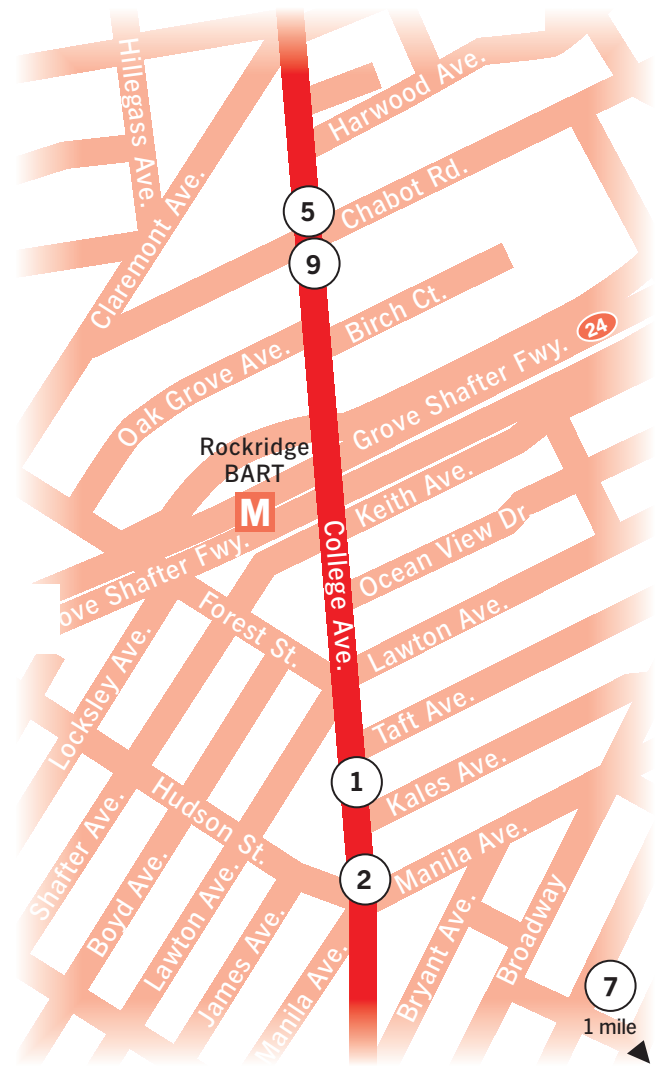 Hillegass Ave.
Harwood Ave.
Claremont Ave.
Chabot Rd.
5
9
Birch Ct.
24
Oak Grove Ave.
Grove Shafter Fwy.
Rockridge
BART
M
Keith Ave.
College Ave.
Ocean View Dr.
ove Shafter Fwy.
Forest St.
Lawton Ave.
Locksley Ave.
Taft Ave.
1
Kales Ave.
Hudson St.
Shafter Ave.
Boyd Ave.
Lawton Ave.
2
Manila Ave.
James Ave.
Manila Ave.
Bryant Ave.
Broadway
7
1 mile